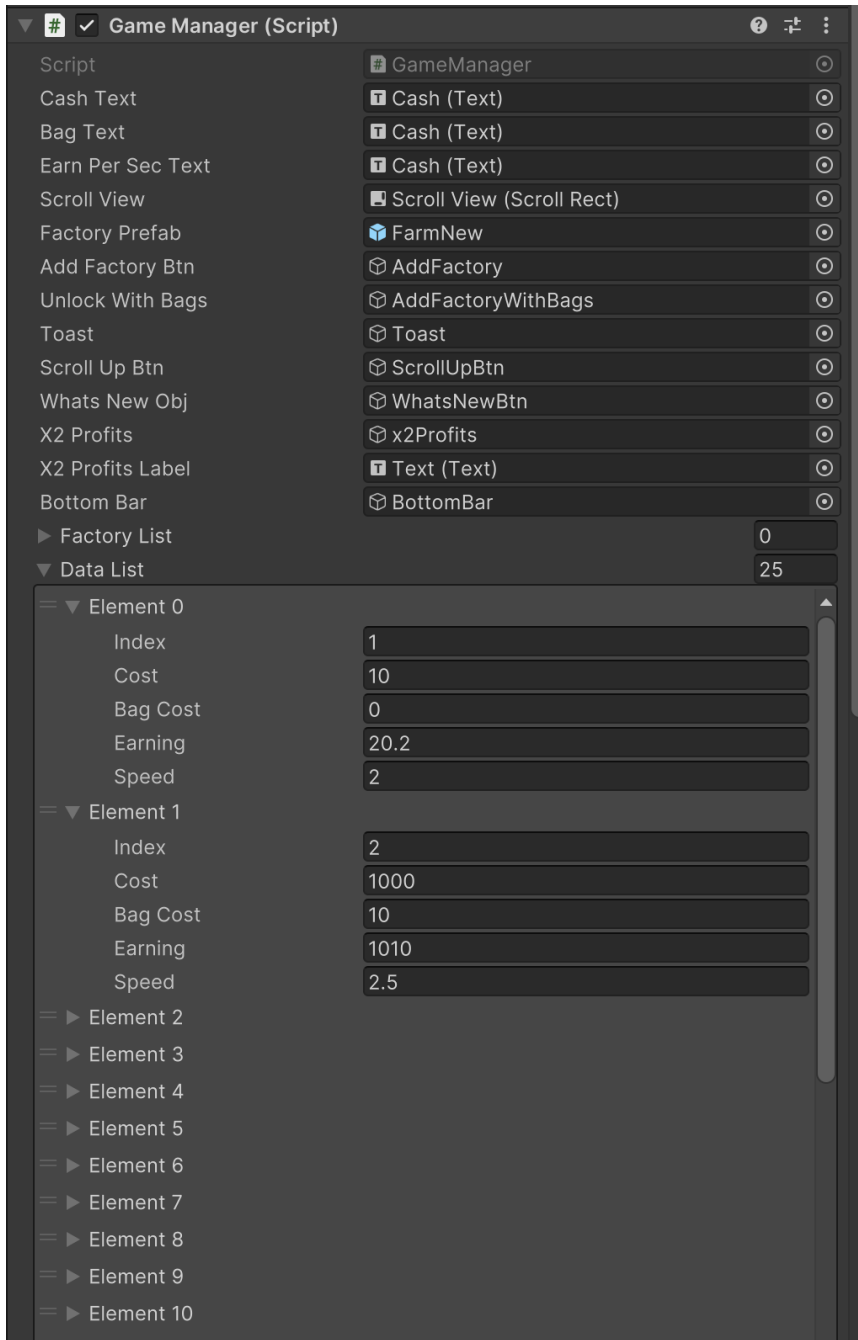 # Game Manager (Script)
Script # GameManager
Cash Text T Cash (Text)
Bag Text T Cash (Text)
Earn Per Sec Text T Cash (Text)
Scroll View Scroll View (Scroll Rect)
Factory Prefab FarmNew
Add Factory Btn AddFactory
Unlock With Bags AddFactoryWithBags
Toast Toast
Scroll Up Btn ScrollUpBtn
Whats New Obj WhatsNewBtn
X2 Profits x2Profits
X2 Profits Label T Text (Text)
Bottom Bar BottomBar
Factory List 0
Data List 25
Element 0
Index 1
Cost 10
Bag Cost 0
Earning 20.2
Speed 2
Element 1
Index 2
Cost 1000
Bag Cost 10
Earning 1010
Speed 2.5
Element 2
Element 3
Element 4
Element 5
Element 6
Element 7
Element 8
Element 9
Element 10